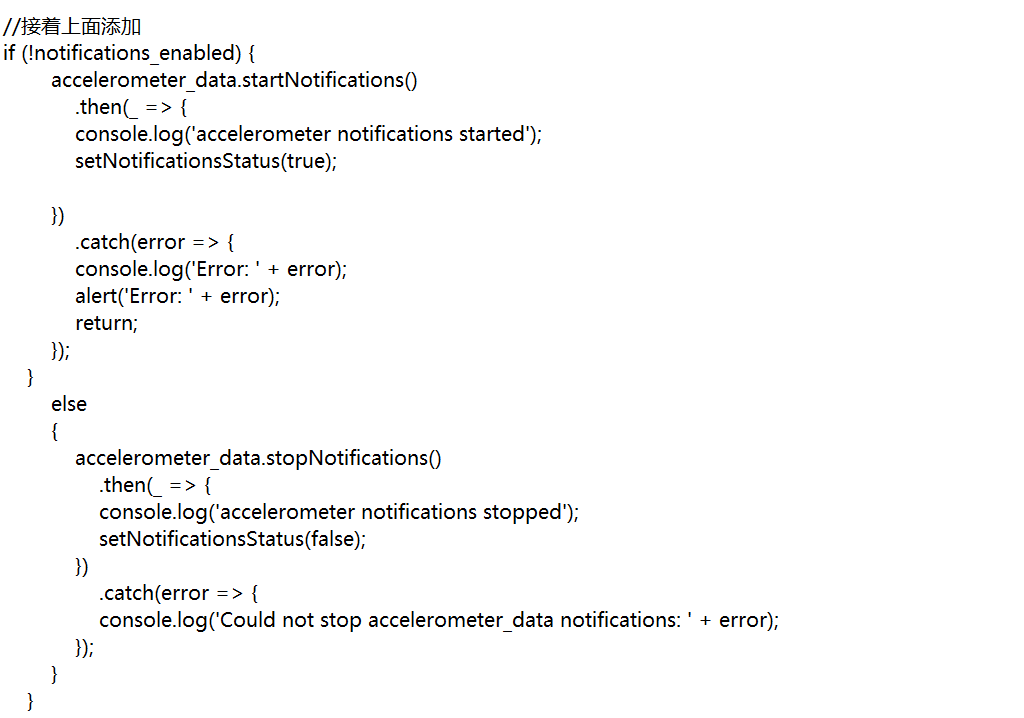 //接着上面添加
if (!notifications_enabled) {
accelerometer_data.startNotifications()
.then(_ => {
console.log('accelerometer notifications started');
setNotificationsStatus(true);
})
.catch(error => {
console.log('Error: ' + error);
alert('Error: ' + error);
return;
});
}
else
{
accelerometer_data.stopNotifications()
.then(_ => {
console.log('accelerometer notifications stopped');
setNotificationsStatus(false);
})
.catch(error => {
console.log('Could not stop accelerometer_data notifications: ' + error);
});
}
}